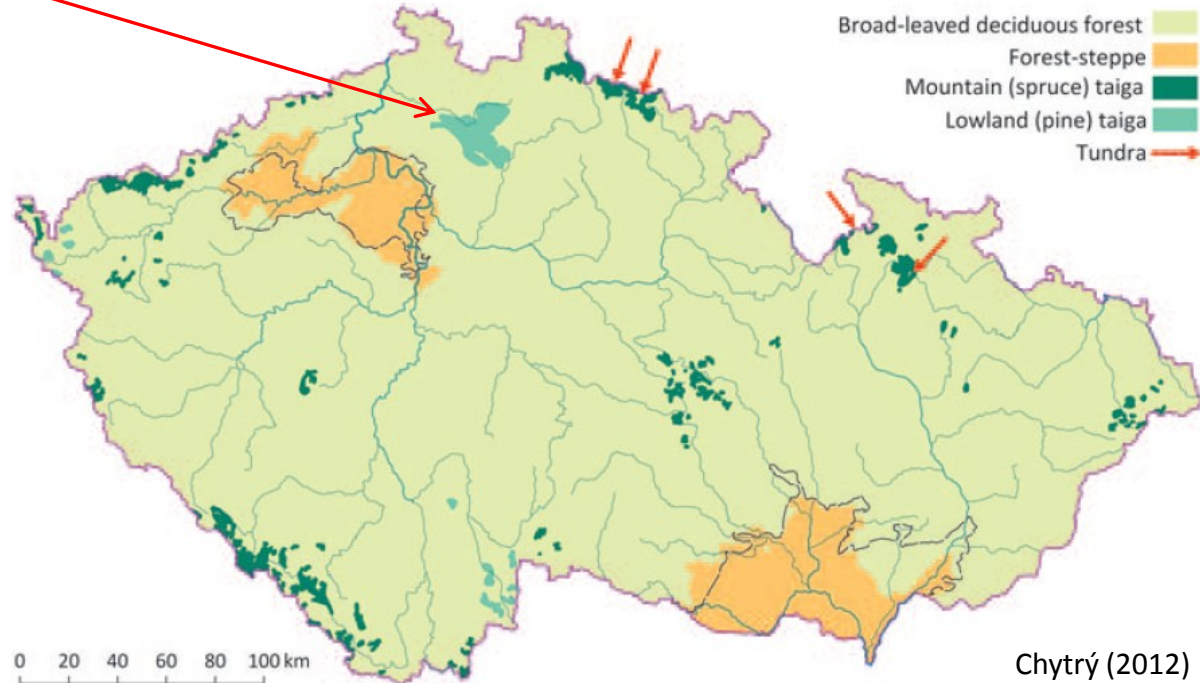 Broad-leaved deciduous forest
Forest-steppe
Mountain (spruce) taiga
Lowland (pine) taiga
Tundra
0 20 40 60 80 100 km
Chytrý (2012)